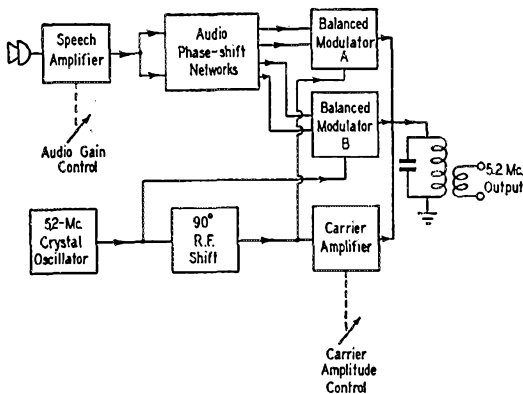 Speech
Amplifier
Audio
Phase-shift
Networks
Balanced
Modulator
A
Balanced
Modulator
B
Audio Gain
Control
5.2 Mc.
Output
5.2-Mc.
Crystal
Oscillator
90°
R.F.
Shift
Carrier
Amplifier
Carrier
Amplitude
Control